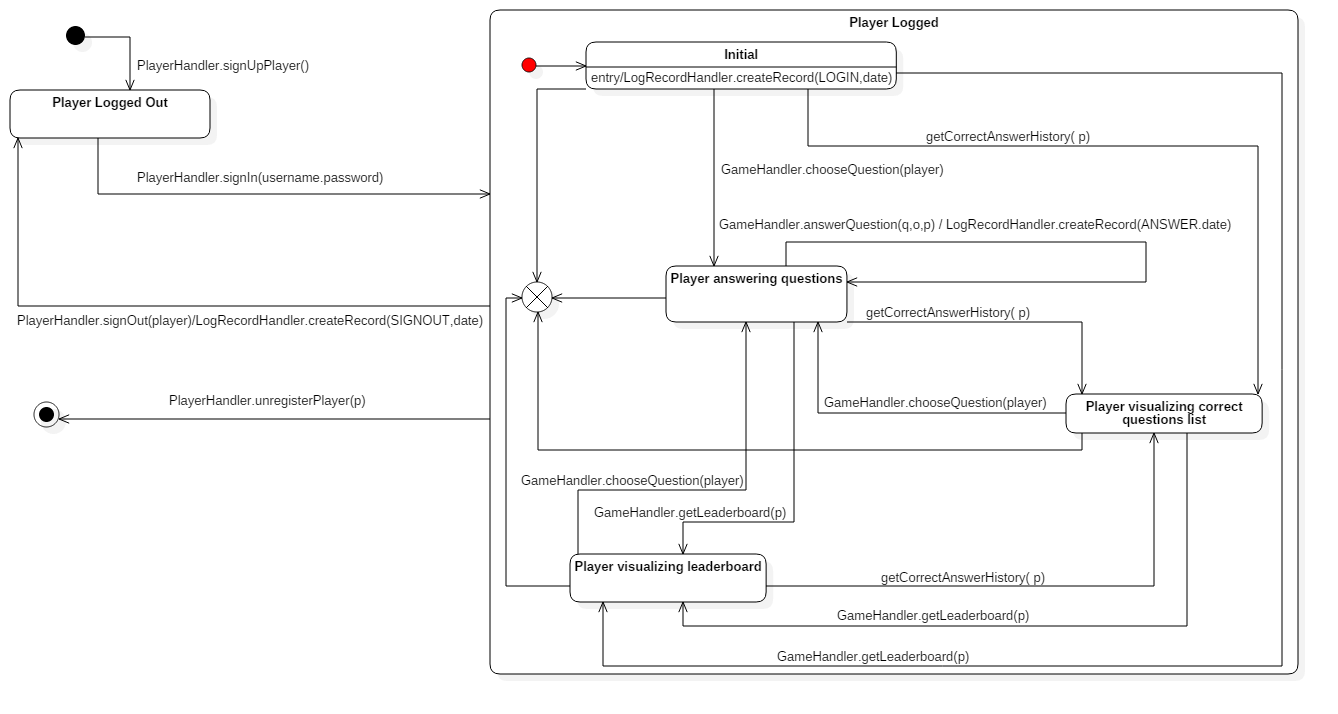 Player Logged
Initial
entry/LogRecordHandler.createRecord(LOGIN,date)
PlayerHandler.signUpPlayer()
Player Logged Out
getCorrectAnswerHistory( p)
GameHandler.chooseQuestion(player)
PlayerHandler.signIn(username.password)
GameHandler.answerQuestion(q,o,p) / LogRecordHandler.createRecord(ANSWER.date)
Player answering questions
getCorrectAnswerHistory( p)
PlayerHandler.signOut(player)/LogRecordHandler.createRecord(SIGNOUT,date)
PlayerHandler.unregisterPlayer(p)
GameHandler.chooseQuestion(player)
Player visualizing correct
questions list
GameHandler.chooseQuestion(player)
GameHandler.getLeaderboard(p)
Player visualizing leaderboard
getCorrectAnswerHistory( p)
GameHandler.getLeaderboard(p)
GameHandler.getLeaderboard(p)